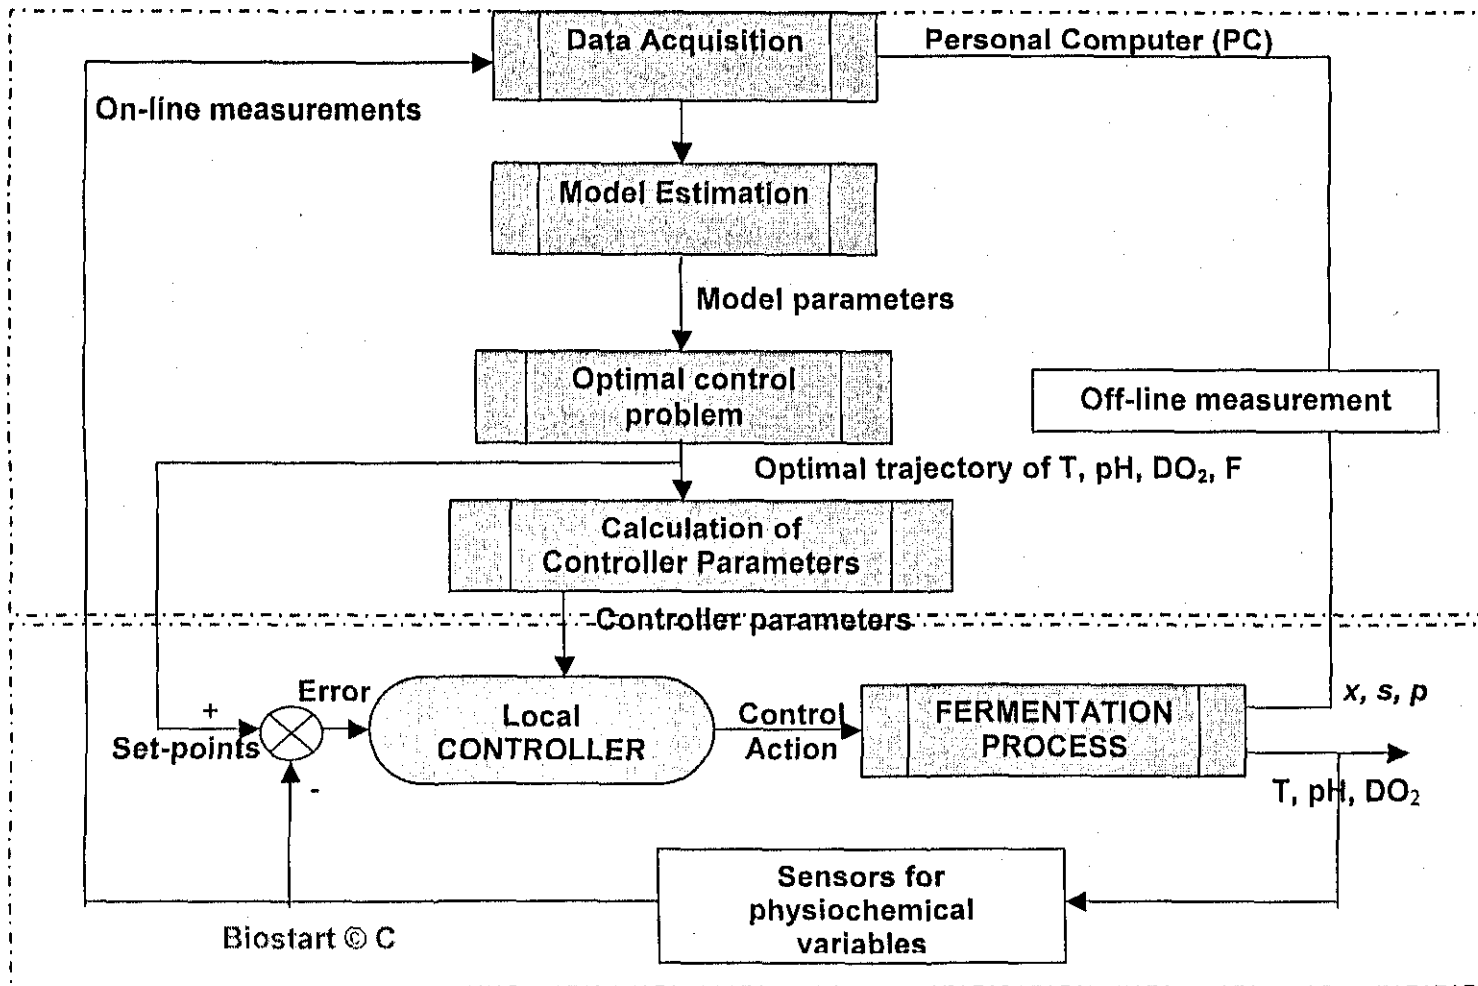 Data Acquisition
Personal Computer (PC)
On-line measurements
Model Estimation
Model parameters
Optimal control
problem
Off-line measurement
Optimal trajectory of T, pH, DO₂, F
Calculation of
Controller Parameters
Controller parameters
Error
x, s, p
+
Set-points
Local
CONTROLLER
Control
Action
FERMENTATION
PROCESS
-
T, pH, DO₂
Sensors for
physiochemical
variables
Biostart © C